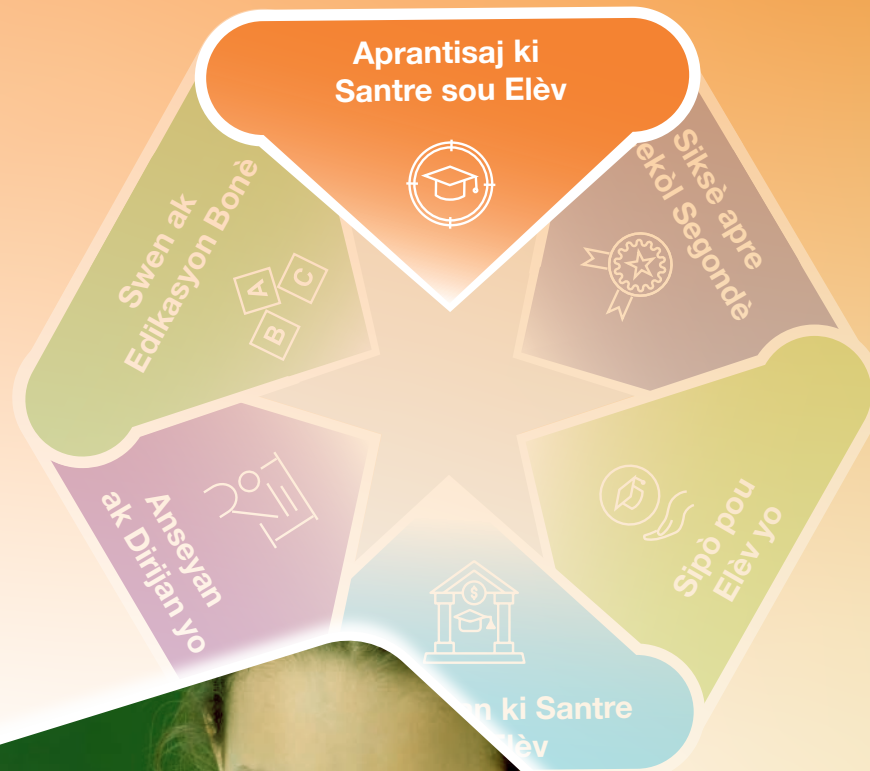 Aprantisaj ki
Santre sou Elèv
Siksè apre
ekòl Segondè
Sipò pou
Elèv yo
ki Santre
Anseyan
ak Dirijan yo
Swen ak
Edikasyon Bonè
A
C
B
$